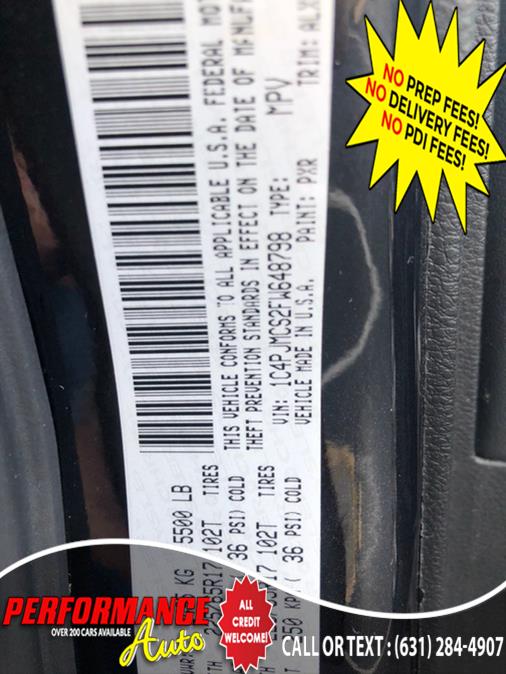 NO PREP FEES!
NO DELIVERY FEES!
NO PDI FEES!
5500 LB
TIRES
36 PSI) COLD
102T TIRES
36 PSI) COLD
THIS VEHICLE CONFORMS TO ALL APPLICABLE U.S.A. FEDERAL
THEFT PREVENTION STANDARDS IN EFFECT ON THE DATE OF
VIN: 1C4PJMCS2FW648798 TYPE: MPV
VEHICLE MADE IN U.S.A. PAINT: PXR TRIM:
PERFORMANCE
OVER 200 CARS AVAILABLE
Auto
ALL
CREDIT
WELCOME!
CALL OR TEXT : (631) 284-4907